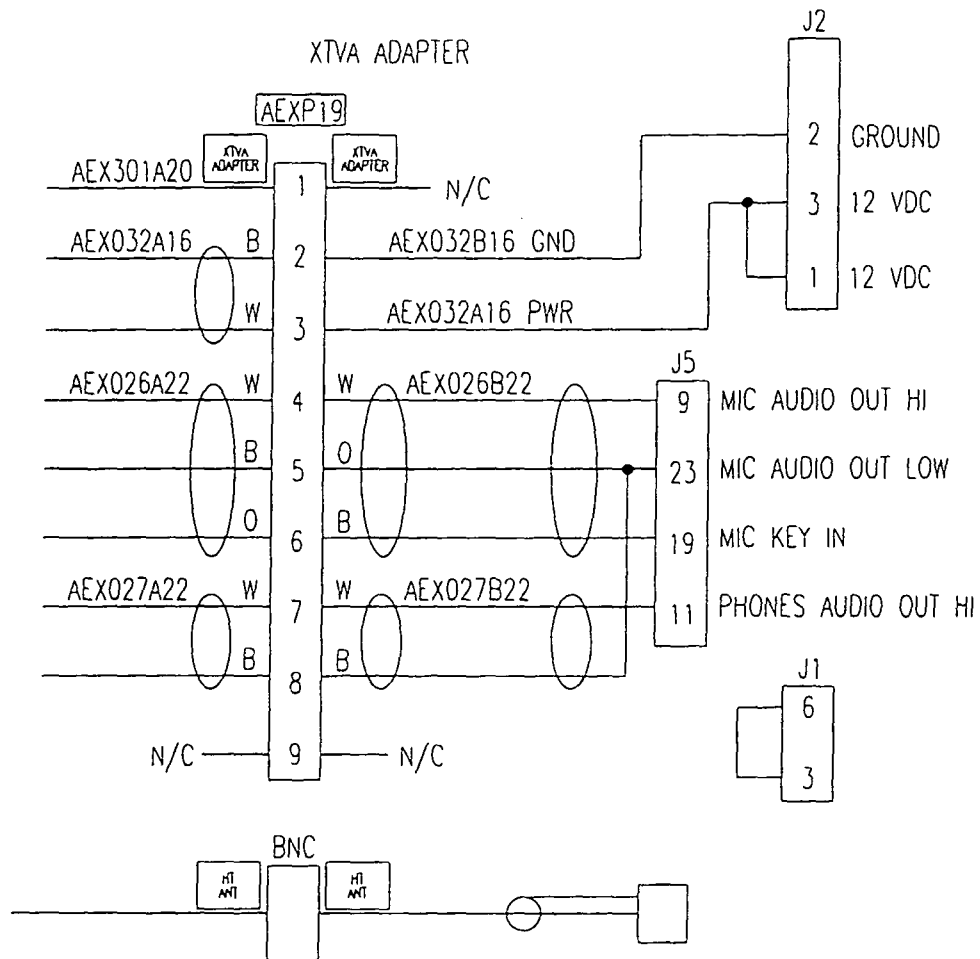 XTVA ADAPTER
J2
AEXP19
XTVA ADAPTER
XTVA ADAPTER
2 GROUND
AEX301A20
1
N/C
3 12 VDC
AEX032A16 B
2
AEX032B16 GND
1 12 VDC
W
3
AEX032A16 PWR
J5
AEX026A22 W
4
W AEX026B22
9 MIC AUDIO OUT HI
B
5
O
23 MIC AUDIO OUT LOW
O
6
B
19 MIC KEY IN
AEX027A22 W
7
W AEX027B22
11 PHONES AUDIO OUT HI
B
8
B
J1
6
3
N/C
9
N/C
BNC
HT ANT
HT ANT